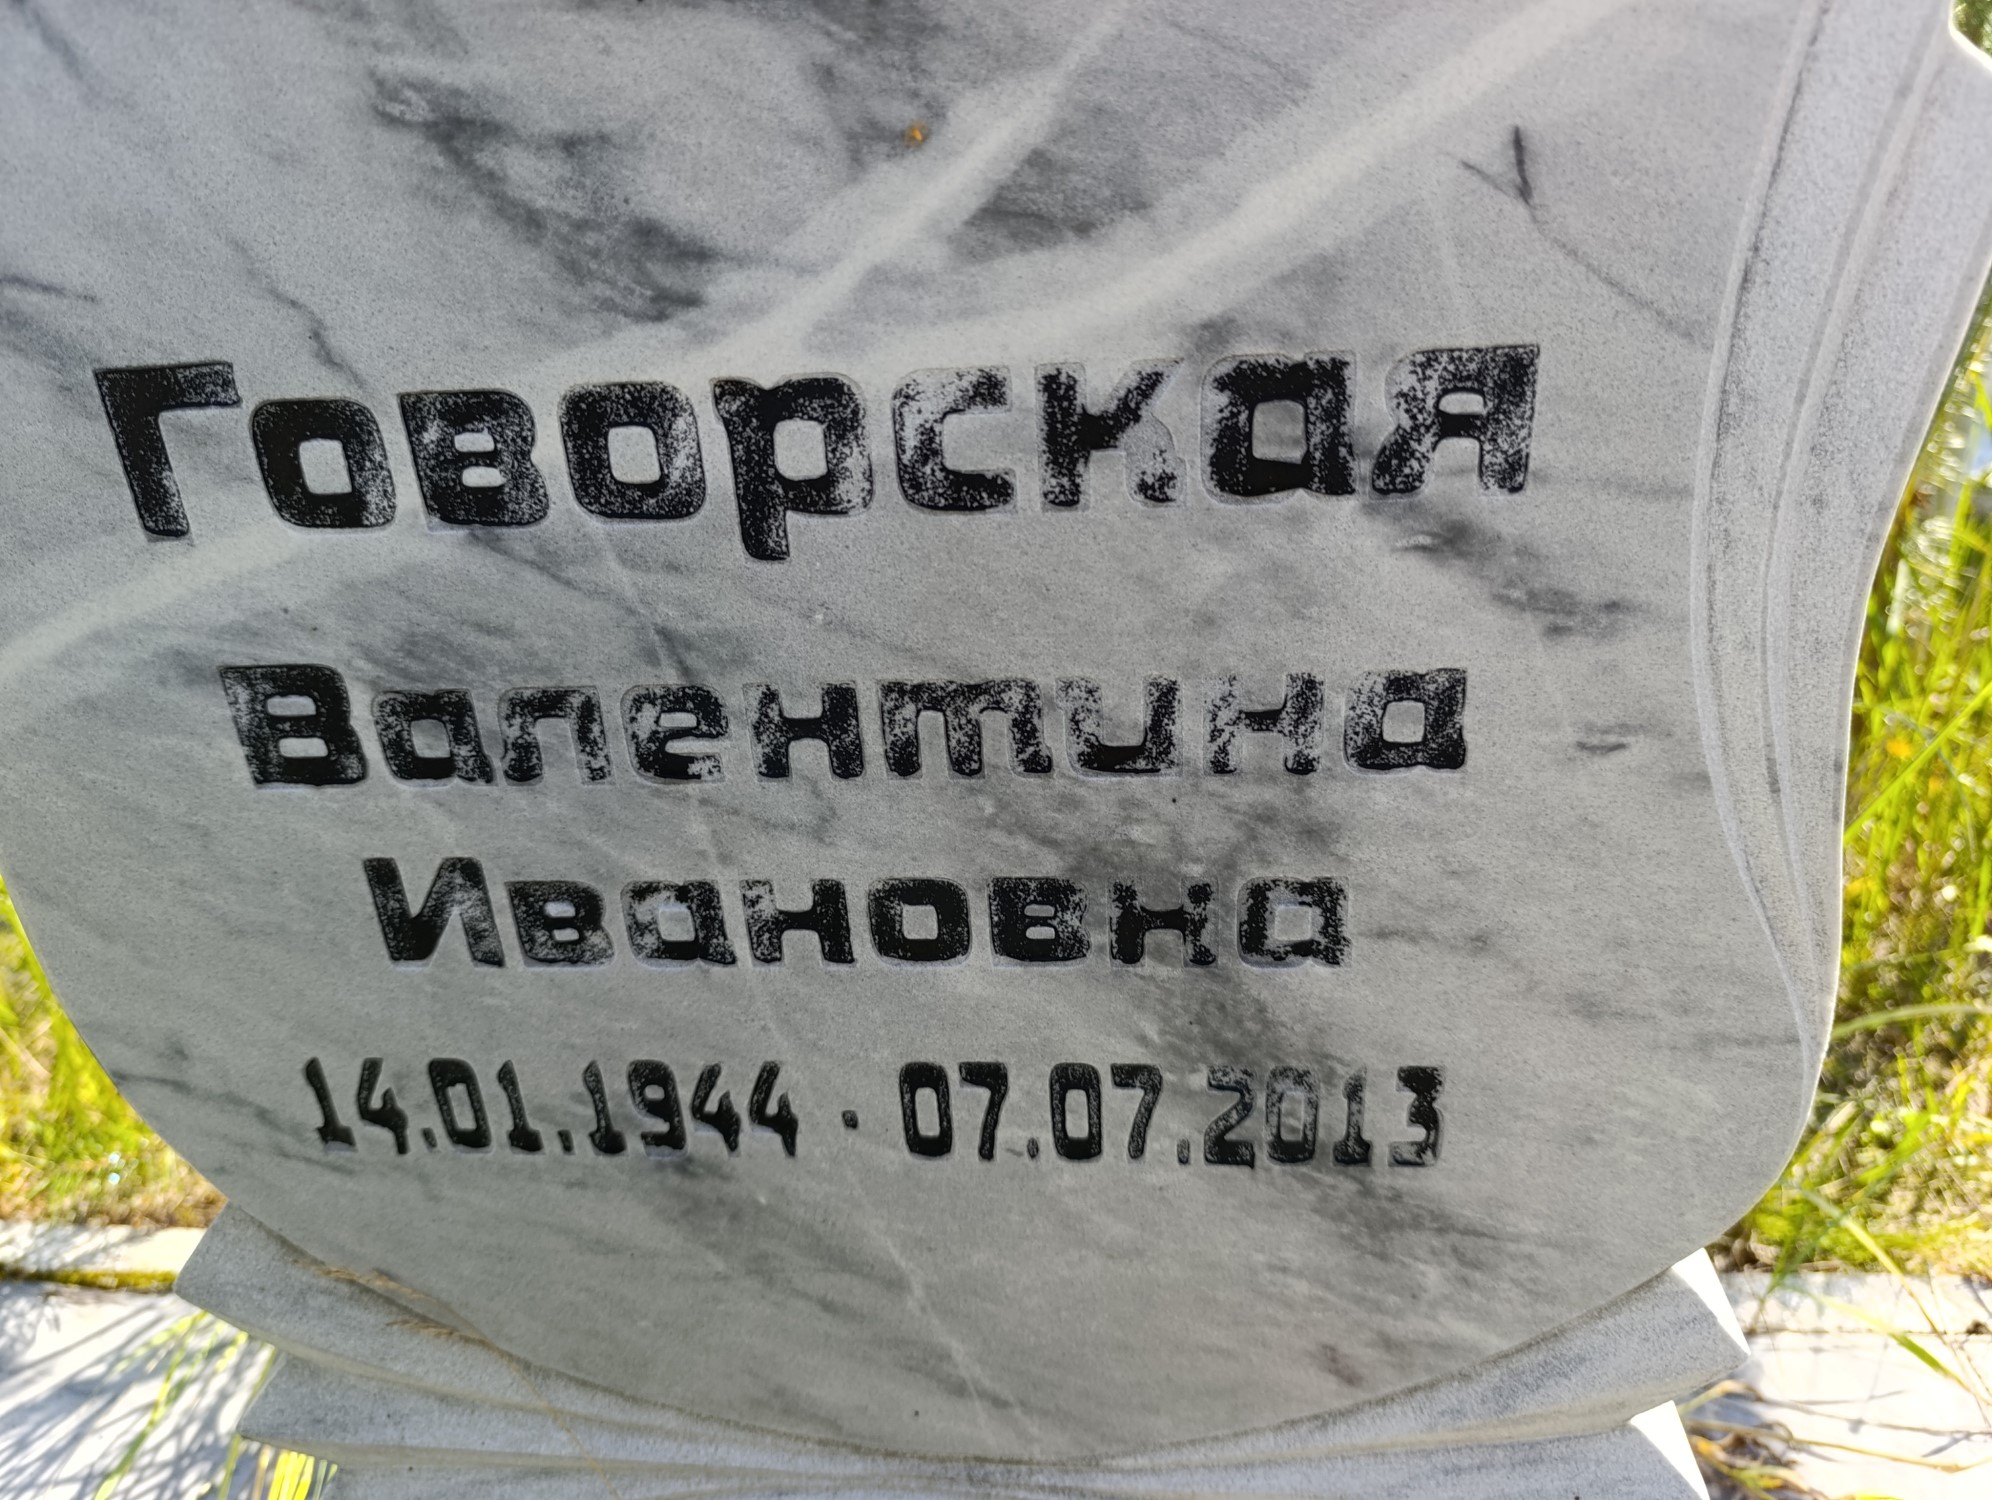 Говорская
Валентина
Ивановна
14.01.1944 · 07.07.2013